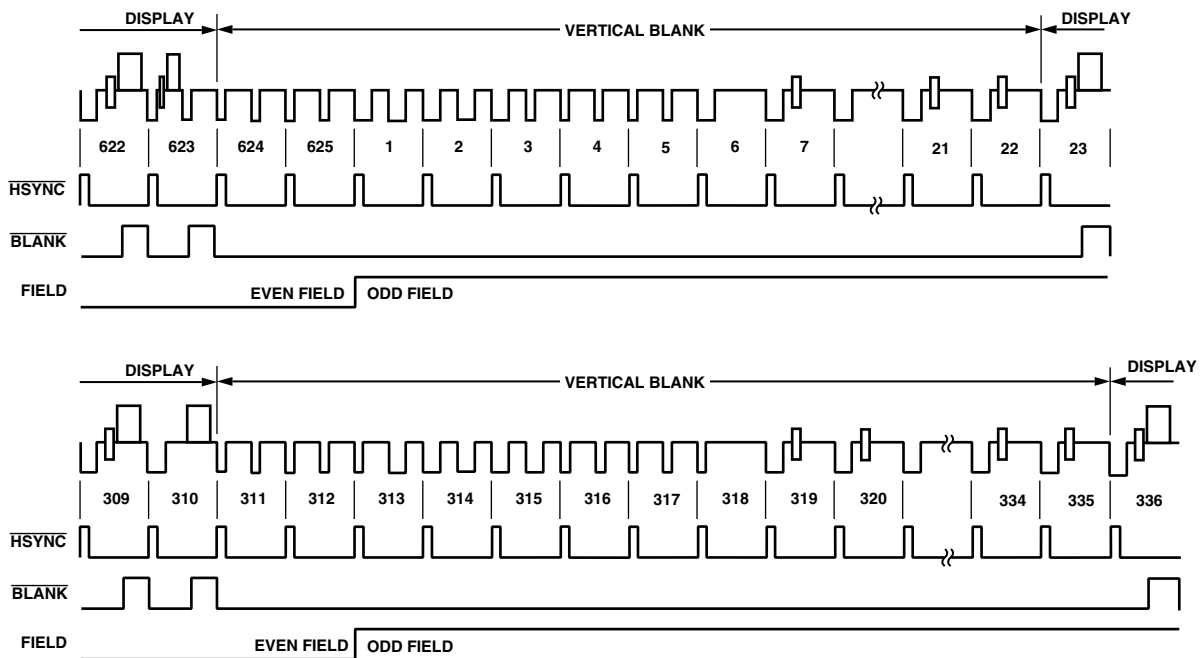 DISPLAY VERTICAL BLANK DISPLAY
622 623 624 625 1 2 3 4 5 6 7 21 22 23
HSYNC
BLANK
FIELD EVEN FIELD ODD FIELD
DISPLAY VERTICAL BLANK DISPLAY
309 310 311 312 313 314 315 316 317 318 319 320 334 335 336
HSYNC
BLANK
FIELD EVEN FIELD ODD FIELD